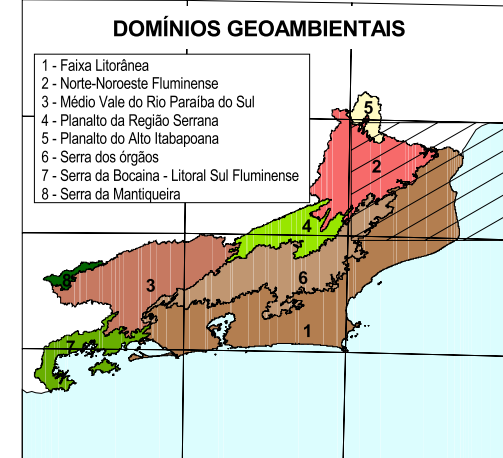 DOMÍNIOS GEOAMBIENTAIS
1 - Faixa Litorânea
2 - Norte-Noroeste Fluminense
3 - Médio Vale do Rio Paraíba do Sul
4 - Planalto da Região Serrana
5 - Planalto do Alto Itabapoana
6 - Serra dos órgãos
7 - Serra da Bocaina - Litoral Sul Fluminense
8 - Serra da Mantiqueira
5
2
4
6
8
3
1
7